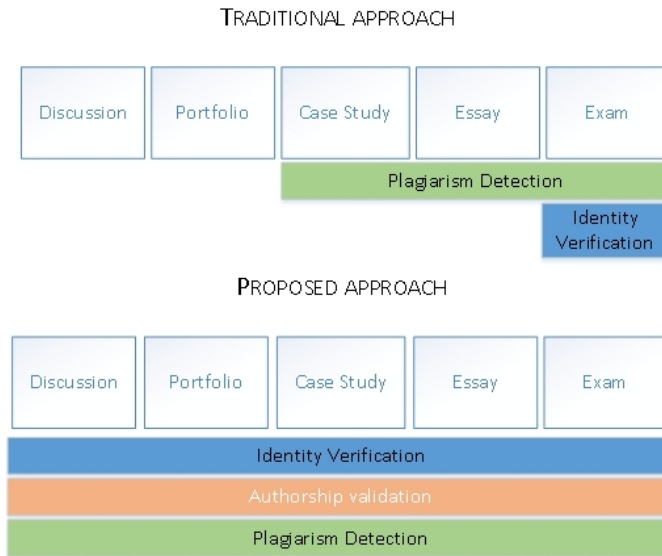 TRADITIONAL APPROACH
Discussion Portfolio Case Study Essay Exam
Plagiarism Detection
Identity
Verification
PROPOSED APPROACH
Discussion Portfolio Case Study Essay Exam
Identity Verification
Authorship validation
Plagiarism Detection